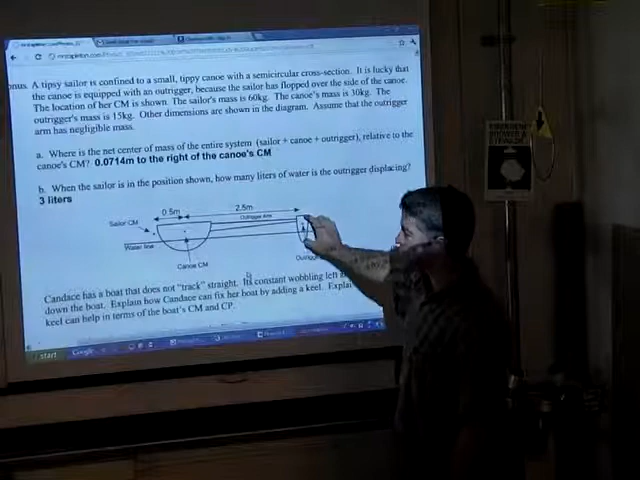 onus. A tipsy sailor is confined to a small, tippy canoe with a semicircular cross-section. It is lucky that
the canoe is equipped with an outrigger, because the sailor has flopped over the side of the canoe.
The location of her CM is shown. The sailor's mass is 60kg. The canoe's mass is 30kg. The
outrigger's mass is 15kg. Other dimensions are shown in the diagram. Assume that the outrigger
arm has negligible mass.
a. Where is the net center of mass of the entire system (sailor + canoe + outrigger), relative to the
canoe's CM? 0.0714m to the right of the canoe's CM
b. When the sailor is in the position shown, how many liters of water is the outrigger displacing?
3 liters
0.5m
2.5m
Sailor CM
Outrigger Arm
Water line
Canoe CM
Candace has a boat that does not "track" straight. Its constant wobbling left
down the boat. Explain how Candace can fix her boat by adding a keel.
keel can help in terms of the boat's CM and CP.
start
Google
EMERGENCY
SHOWER &